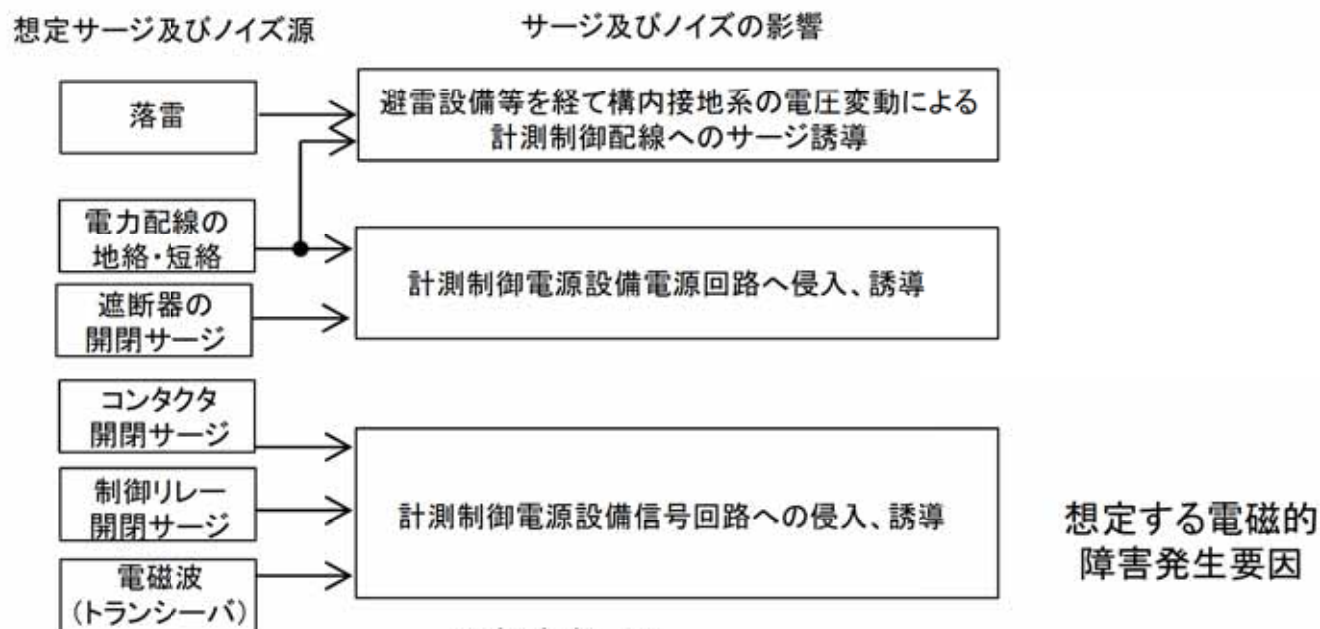 想定サージ及びノイズ源
サージ及びノイズの影響
落雷
避雷設備等を経て構内接地系の電圧変動による
計測制御配線へのサージ誘導
電力配線の
地絡・短絡
計測制御電源設備電源回路へ侵入、誘導
遮断器の
開閉サージ
コンタクタ
開閉サージ
制御リレー
開閉サージ
計測制御電源設備信号回路への侵入、誘導
電磁波
(トランシーバ)
想定する電磁的
障害発生要因